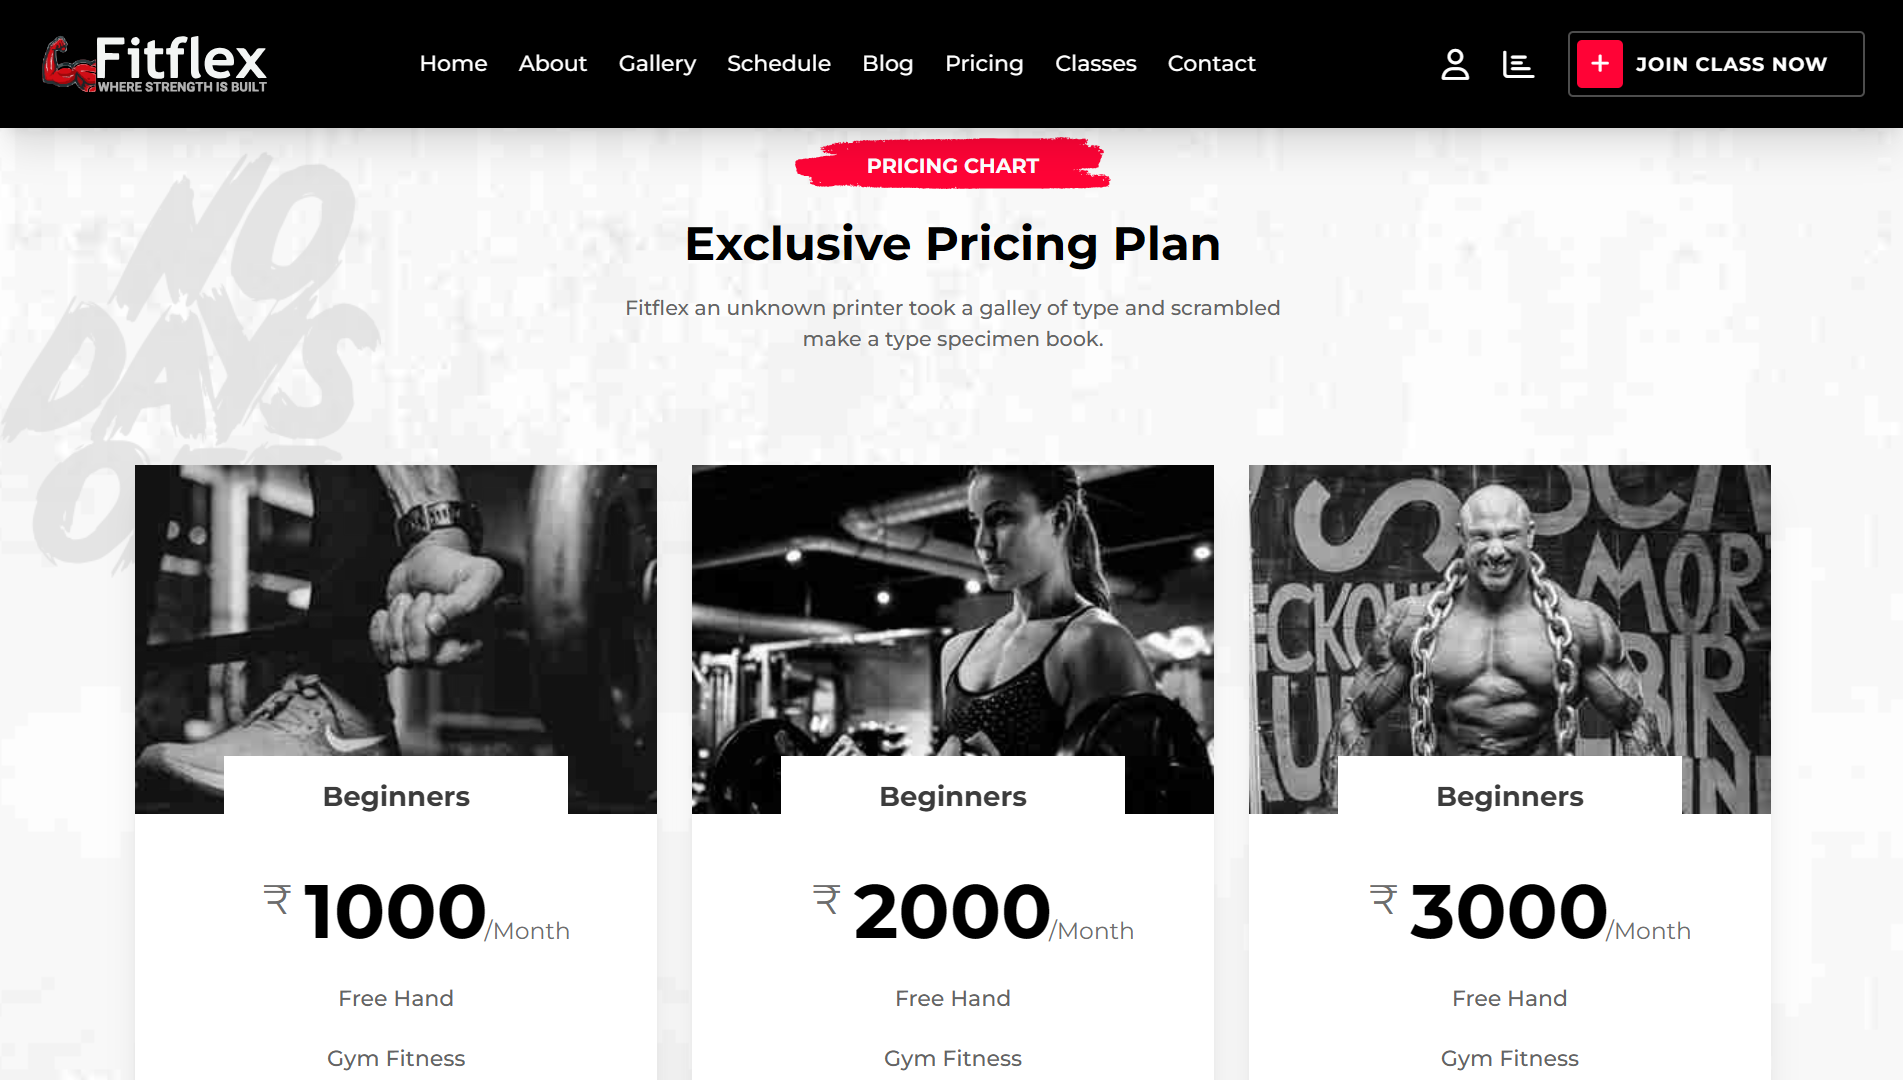 Fitflex
WHERE STRENGTH IS BUILT
Home About Gallery Schedule Blog Pricing Classes Contact
JOIN CLASS NOW
PRICING CHART
Exclusive Pricing Plan
Fitflex an unknown printer took a galley of type and scrambled
make a type specimen book.
NO
DAYS
Beginners
₹ 1000/Month
Free Hand
Gym Fitness
Beginners
₹ 2000/Month
Free Hand
Gym Fitness
MOR
BIR
Beginners
₹ 3000/Month
Free Hand
Gym Fitness